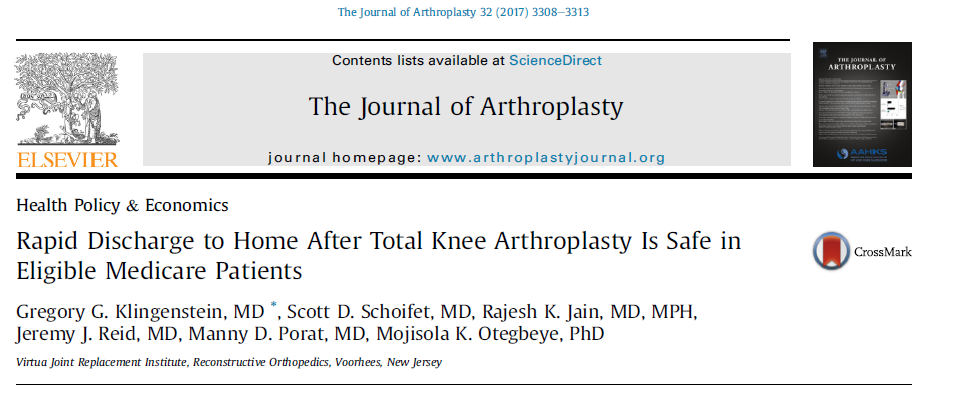 The Journal of Arthroplasty 32 (2017) 3308–3313
Contents lists available at ScienceDirect
The Journal of Arthroplasty
journal homepage: www.arthroplastyjournal.org
ELSEVIER
THE JOURNAL OF
ARTHROPLASTY
AAHKS
Health Policy & Economics
Rapid Discharge to Home After Total Knee Arthroplasty Is Safe in
Eligible Medicare Patients
CrossMark
Gregory G. Klingenstein, MD *, Scott D. Schoifet, MD, Rajesh K. Jain, MD, MPH,
Jeremy J. Reid, MD, Manny D. Porat, MD, Mojisola K. Otegbeye, PhD
Virtua Joint Replacement Institute, Reconstructive Orthopedics, Voorhees, New Jersey